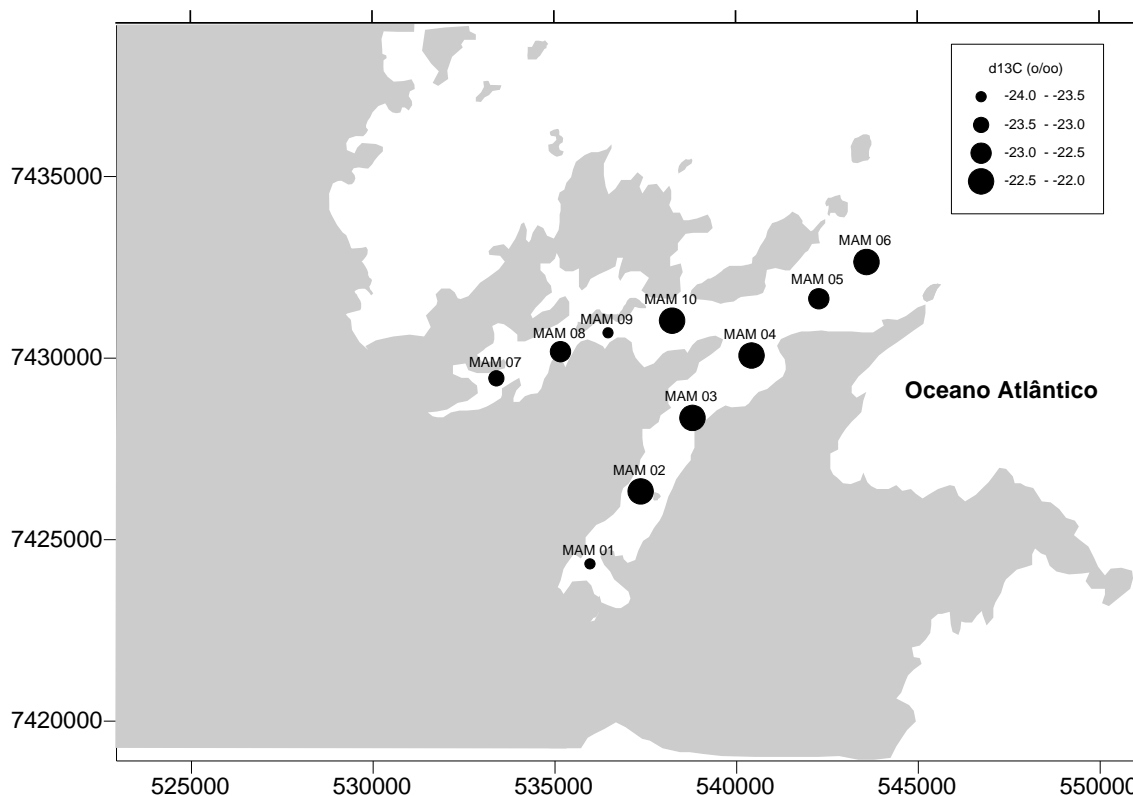 d13C (o/oo)
-24.0 - -23.5
-23.5 - -23.0
-23.0 - -22.5
-22.5 - -22.0
7435000
MAM 06
MAM 05
MAM 10
MAM 09
MAM 08
MAM 04
7430000
MAM 07
Oceano Atlântico
MAM 03
MAM 02
7425000
MAM 01
7420000
525000 530000 535000 540000 545000 550000